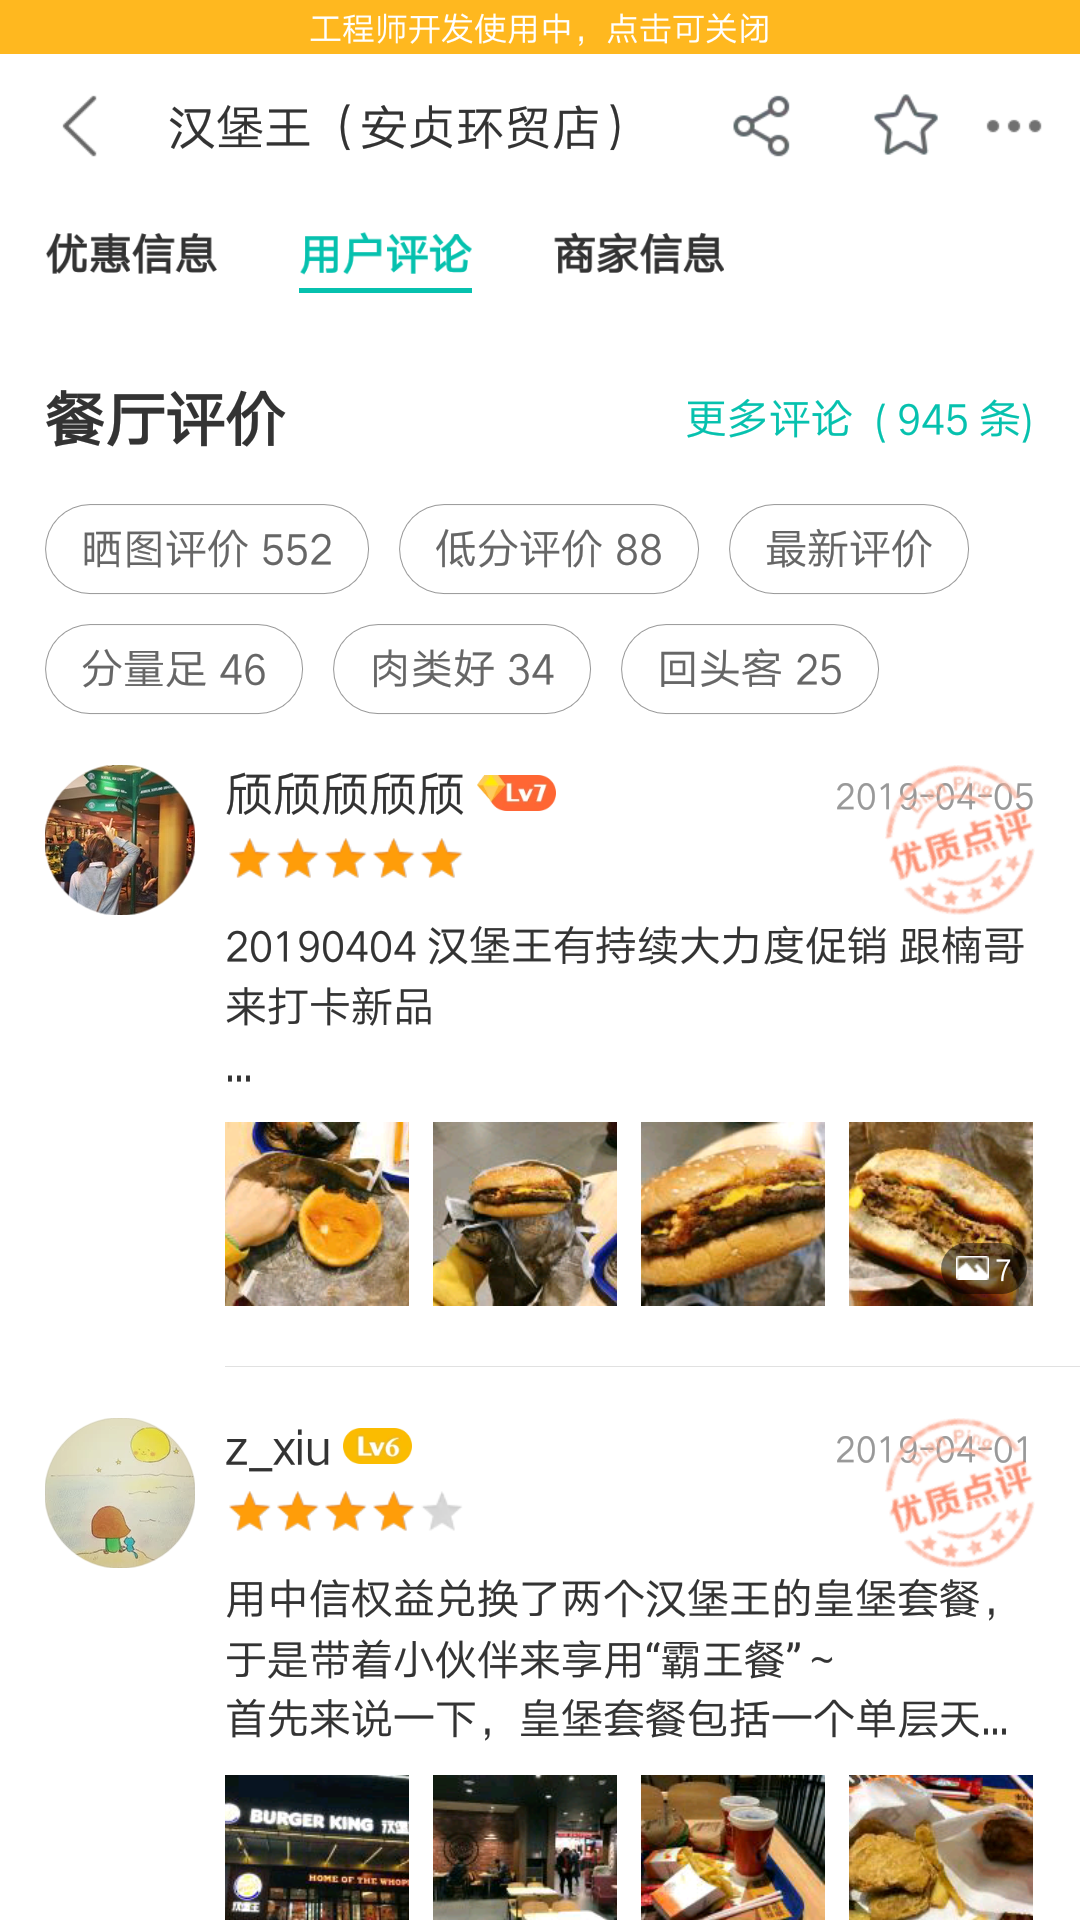 工程师开发使用中，点击可关闭
汉堡王（安贞环贸店）
优惠信息 用户评论 商家信息
餐厅评价 更多评论（945 条)
晒图评价 552 低分评价 88 最新评价
分量足 46 肉类好 34 回头客 25
颀颀颀颀颀 Lv7 2019-04-05
Dian Ping
优质点评
20190404 汉堡王有持续大力度促销 跟楠哥
来打卡新品
...
7
z_xiu Lv6 2019-04-01
Dian Ping
优质点评
用中信权益兑换了两个汉堡王的皇堡套餐，
于是带着小伙伴来享用“霸王餐”～
首先来说一下，皇堡套餐包括一个单层天...
BURGER KING 汉堡
HOME OF THE WHOPP
汉堡王